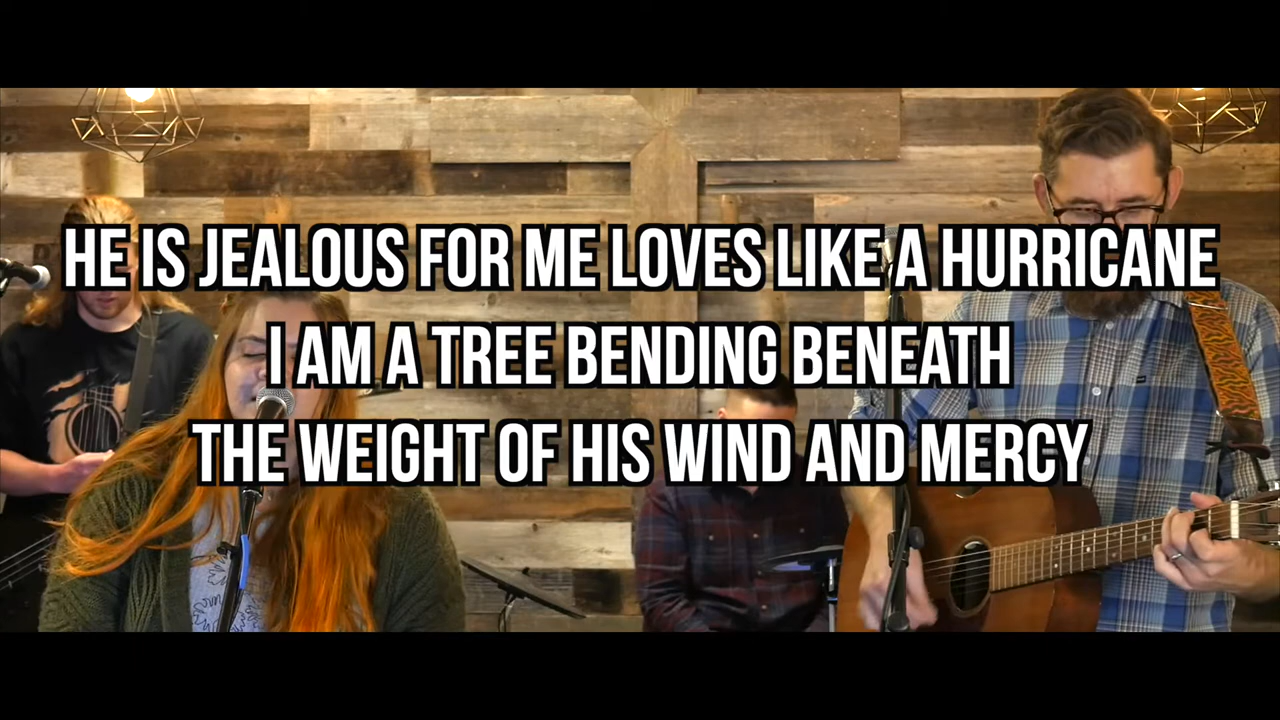 HE IS JEALOUS FOR ME LOVES LIKE A HURRICANE
I AM A TREE BENDING BENEATH
THE WEIGHT OF HIS WIND AND MERCY